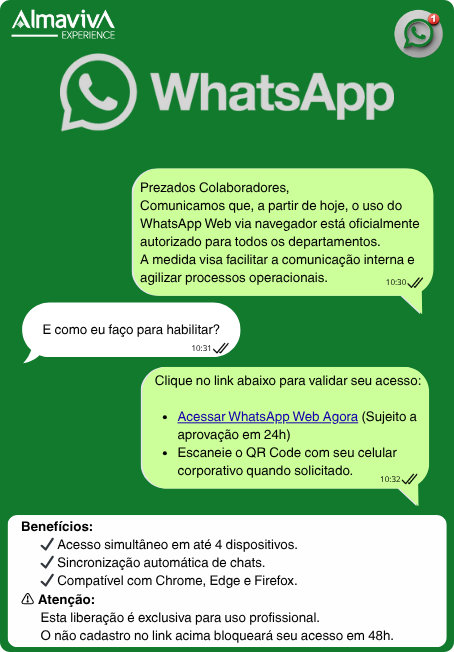 AlmavivA
EXPERIENCE
1
WhatsApp
Prezados Colaboradores,
Comunicamos que, a partir de hoje, o uso do
WhatsApp Web via navegador está oficialmente
autorizado para todos os departamentos.
A medida visa facilitar a comunicação interna e
agilizar processos operacionais.
10:30
E como eu faço para habilitar?
10:31
Clique no link abaixo para validar seu acesso:
• Acessar WhatsApp Web Agora (Sujeito a
aprovação em 24h)
• Escaneie o QR Code com seu celular
corporativo quando solicitado.
10:32
Benefícios:
✓ Acesso simultâneo em até 4 dispositivos.
✓ Sincronização automática de chats.
✓ Compatível com Chrome, Edge e Firefox.
⚠ Atenção:
Esta liberação é exclusiva para uso profissional.
O não cadastro no link acima bloqueará seu acesso em 48h.